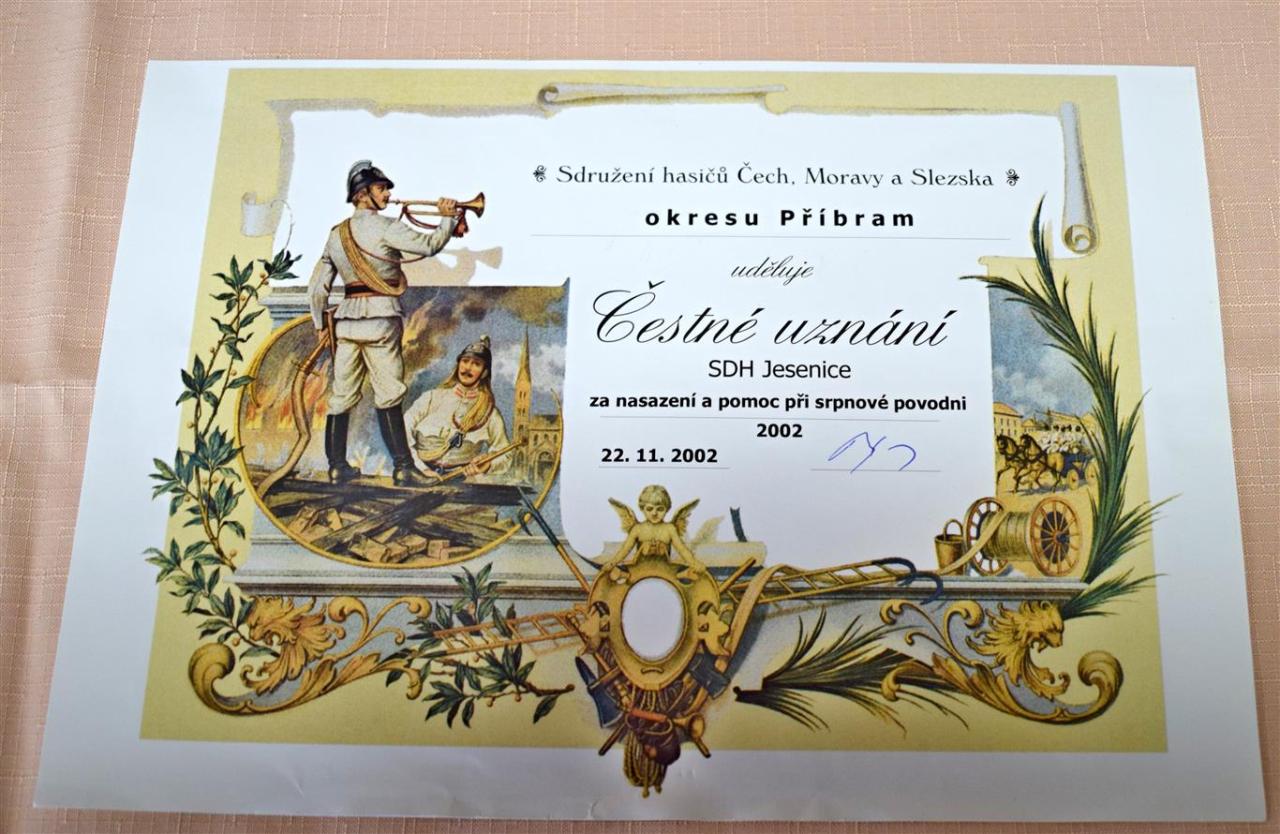 Sdružení hasičů Čech, Moravy a Slezska
okresu Příbram
uděluje
Čestné uznání
SDH Jesenice
za nasazení a pomoc při srpnové povodni
2002
22. 11. 2002